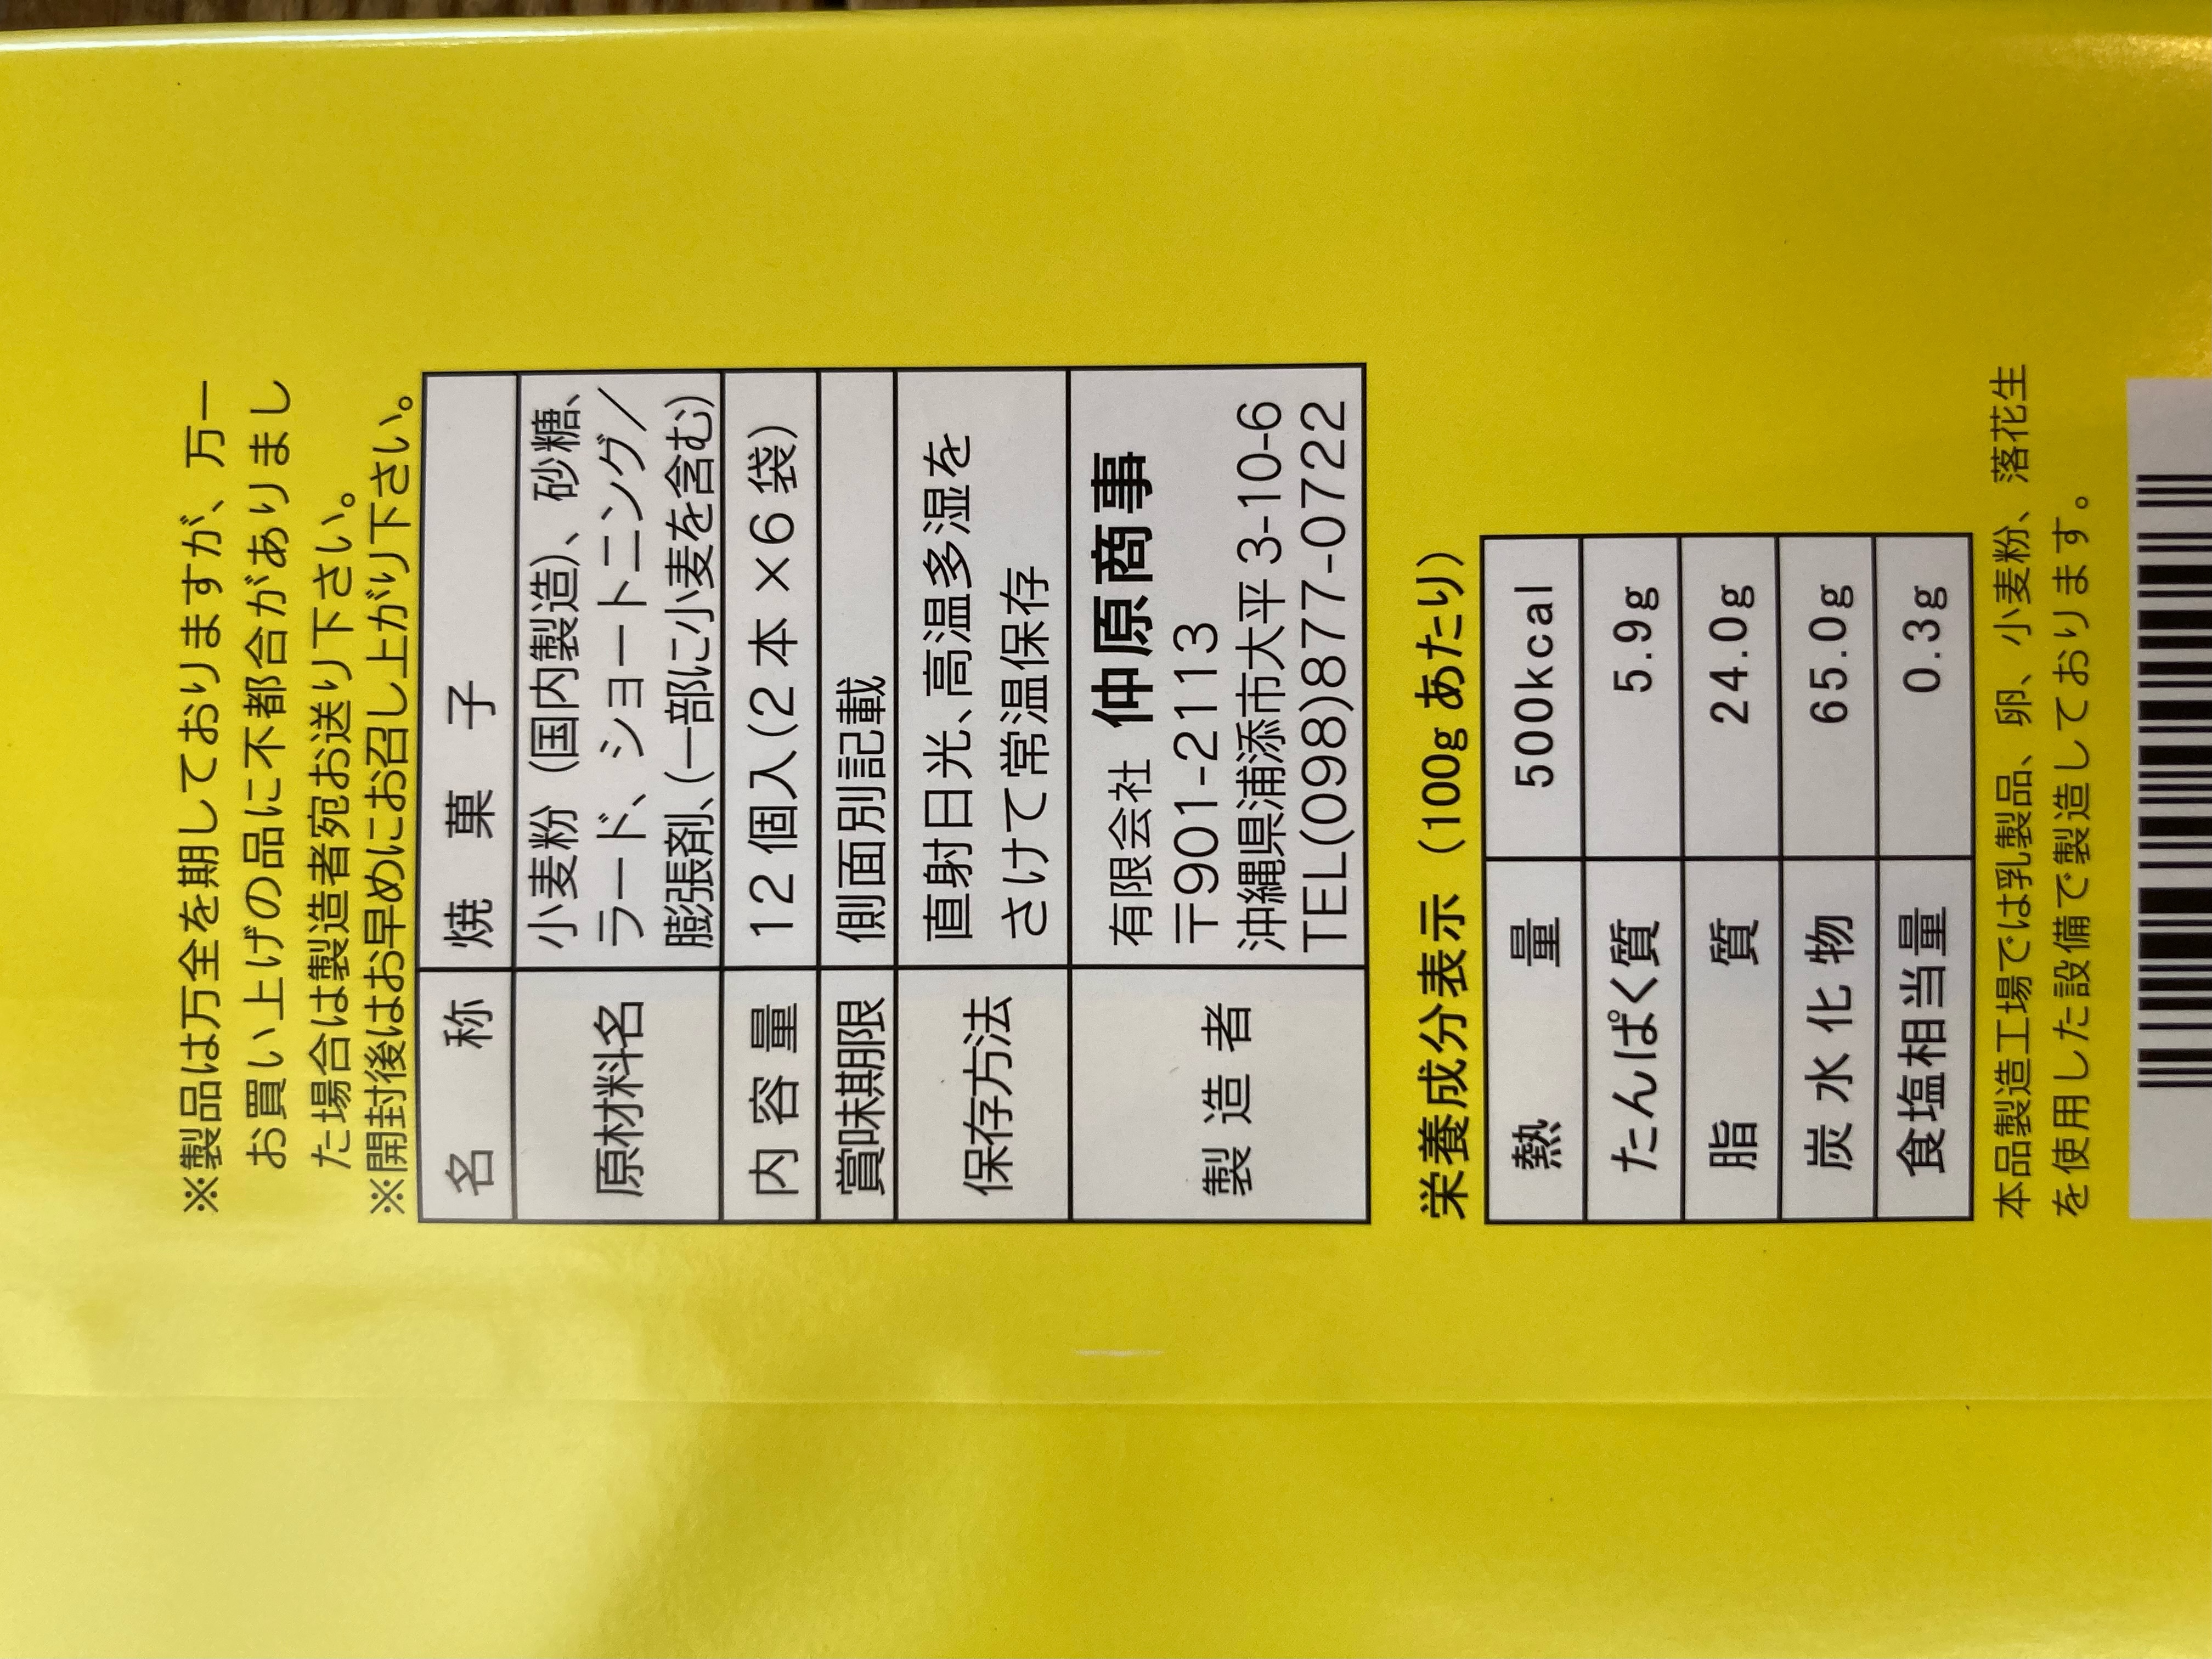 ※製品は万全を期しておりますが、万一
お買い上げの品に不都合がありまし
た場合は製造者宛お送り下さい。
※開封後はお早めにお召し上がり下さい。
名称 焼菓子
原材料名 小麦粉（国内製造）、砂糖、
ラード、ショートニング／
膨張剤、(一部に小麦を含む)
内容量 12個入(2本×6袋)
賞味期限 側面別記載
保存方法 直射日光、高温多湿を
さけて常温保存
製造者 有限会社 仲原商事
〒901-2113
沖縄県浦添市大平3-10-6
TEL(098)877-0722
栄養成分表示（100gあたり）
熱量 500kcal
たんぱく質 5.9g
脂質 24.0g
炭水化物 65.0g
食塩相当量 0.3g
本品製造工場では乳製品、卵、小麦粉、落花生
を使用した設備で製造しております。